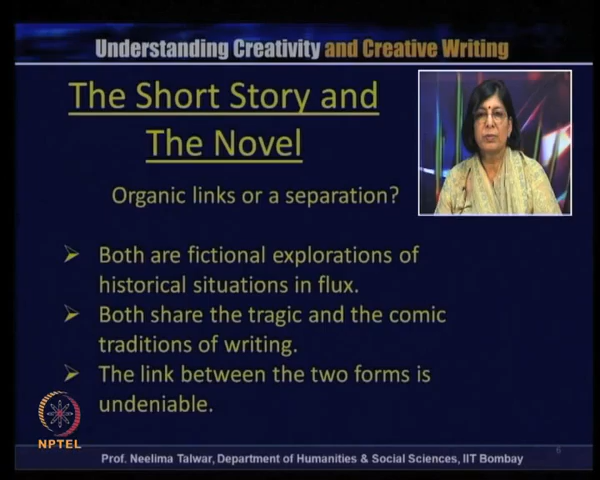 Understanding Creativity and Creative Writing
The Short Story and
The Novel
Organic links or a separation?
Both are fictional explorations of
historical situations in flux.
Both share the tragic and the comic
traditions of writing.
The link between the two forms is
undeniable.
NPTEL
6
Prof. Neelima Talwar, Department of Humanities & Social Sciences, IIT Bombay